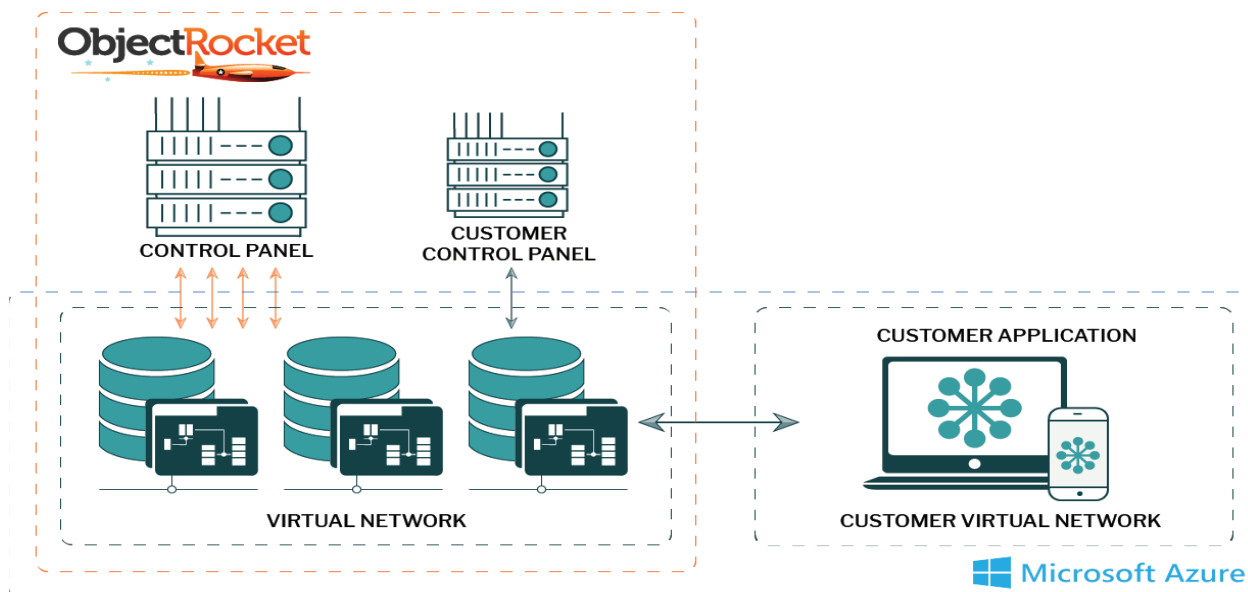 ObjectRocket
CONTROL PANEL
CUSTOMER
CONTROL PANEL
CUSTOMER APPLICATION
VIRTUAL NETWORK
CUSTOMER VIRTUAL NETWORK
Microsoft Azure